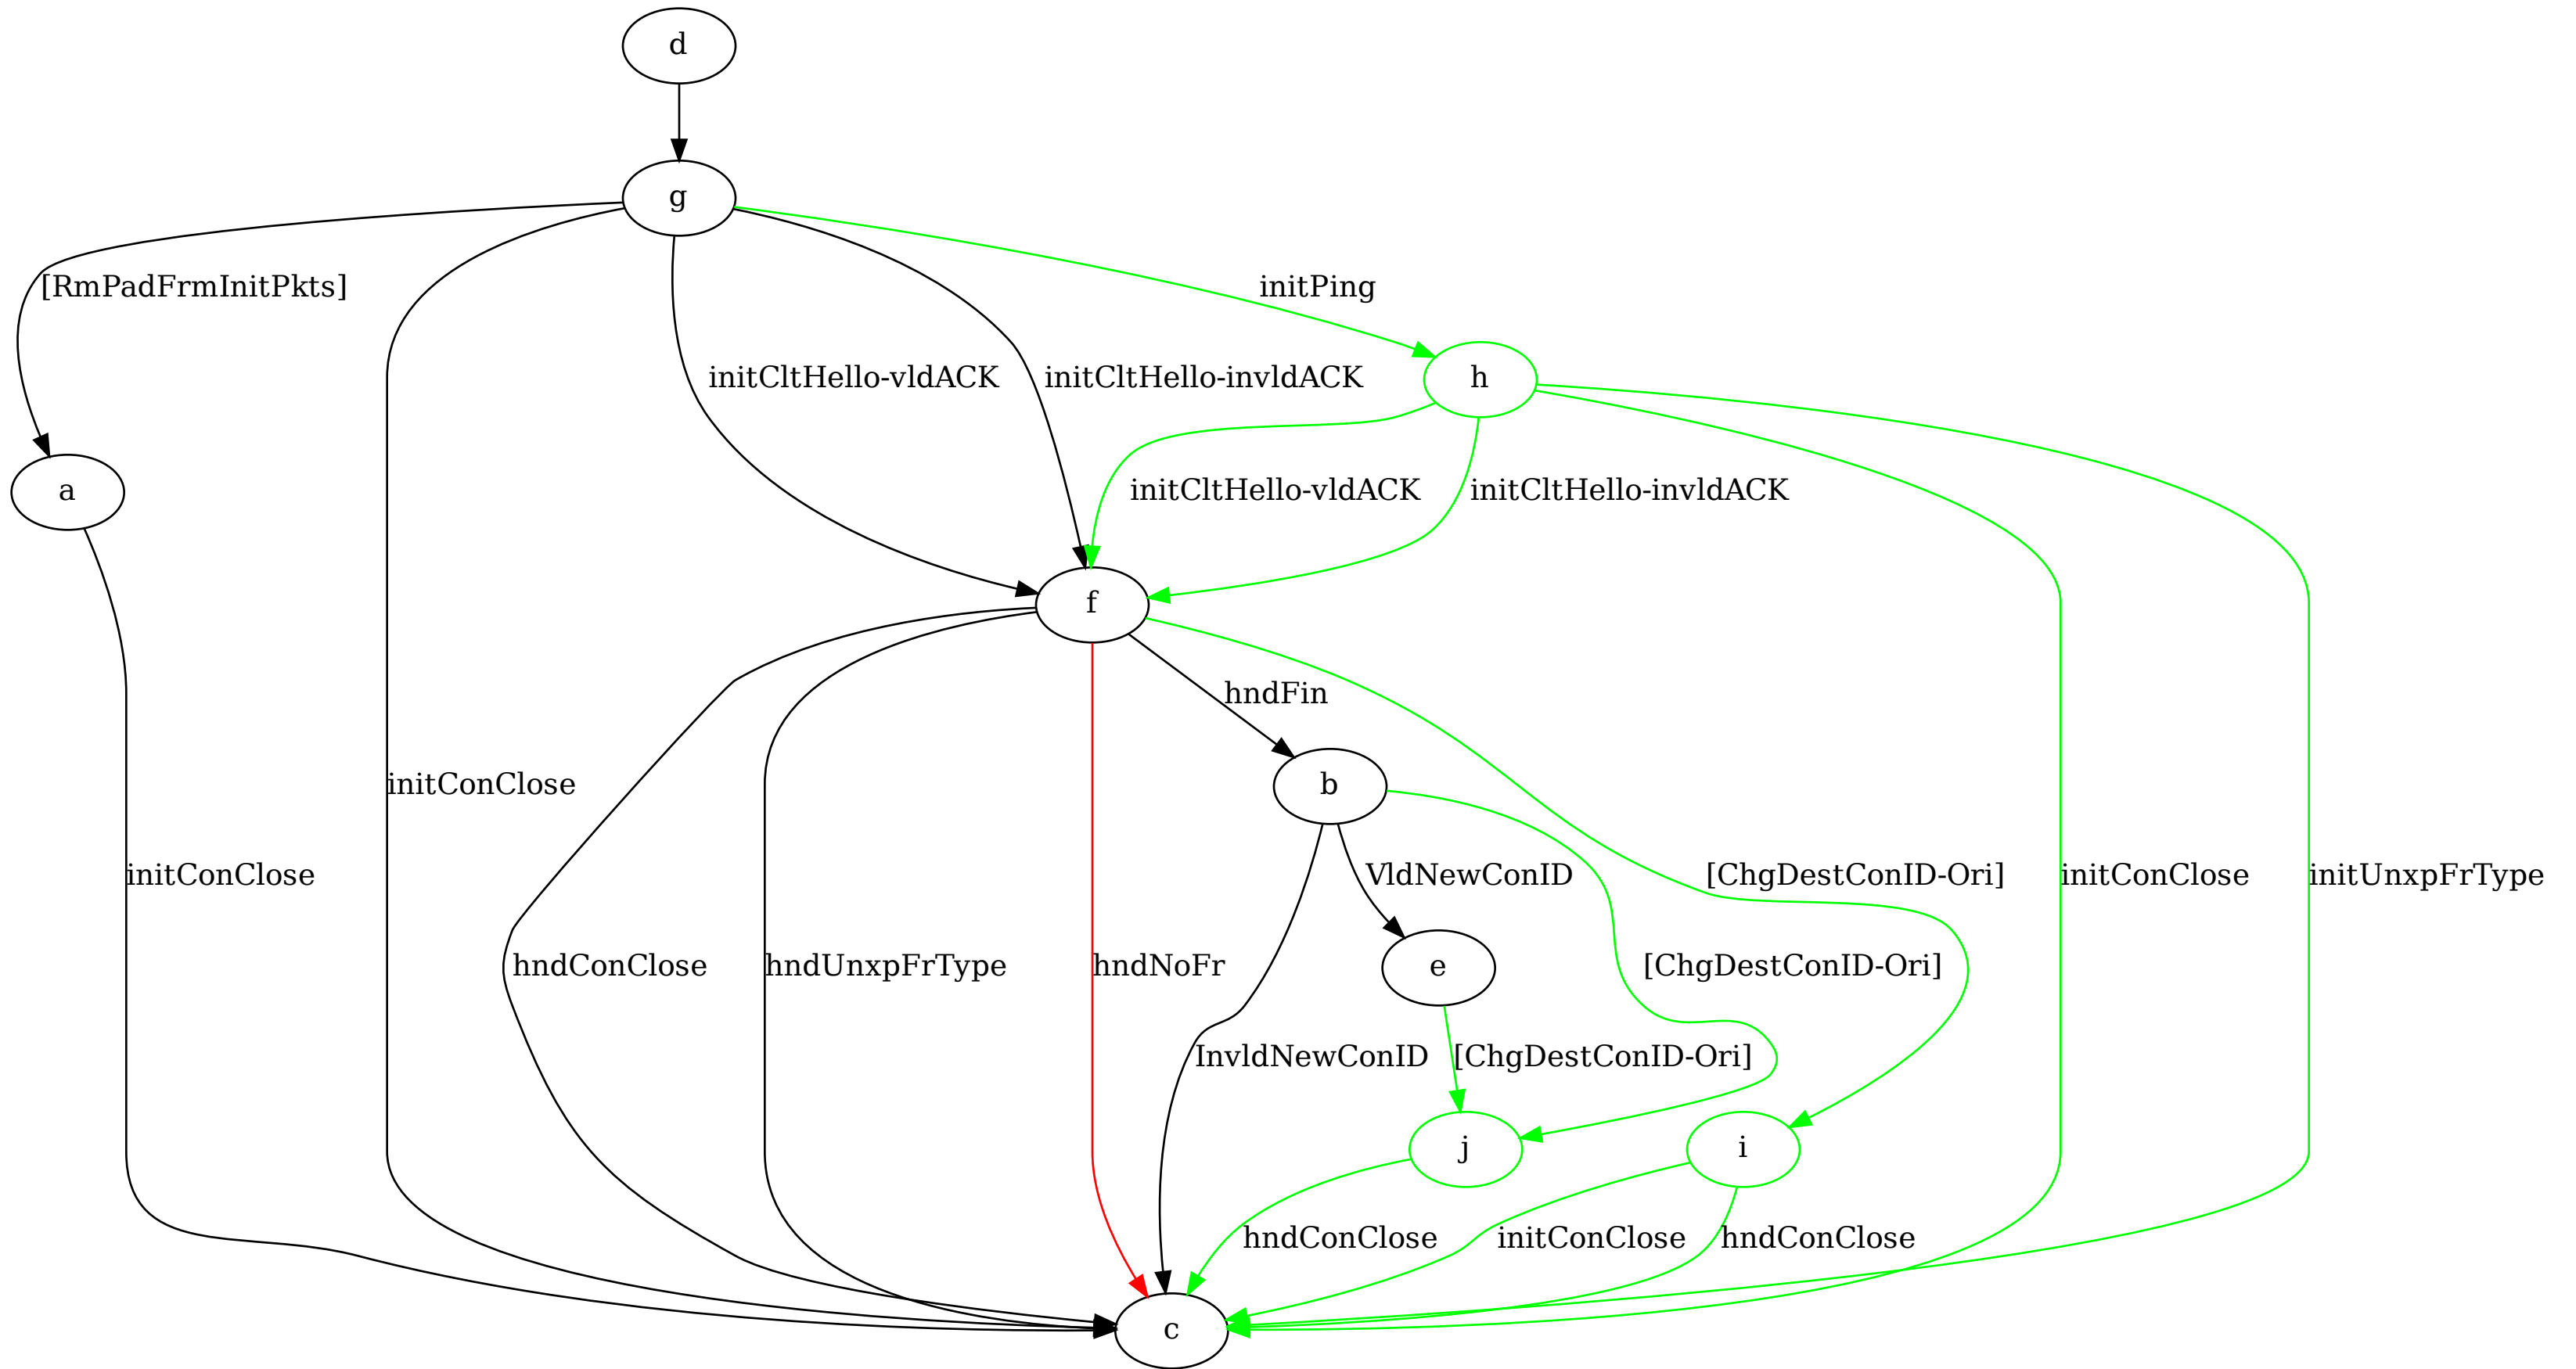 d
g
[RmPadFrmInitPkts]
initPing
initCltHello-vldACK
initCltHello-invldACK
h
a
initCltHello-vldACK
initCltHello-invldACK
f
hndFin
initConClose
b
initConClose
VldNewConID
[ChgDestConID-Ori]
initConClose
initUnxpFrType
hndConClose
hndUnxpFrType
hndNoFr
e
[ChgDestConID-Ori]
InvldNewConID
[ChgDestConID-Ori]
j
i
hndConClose
initConClose
hndConClose
c